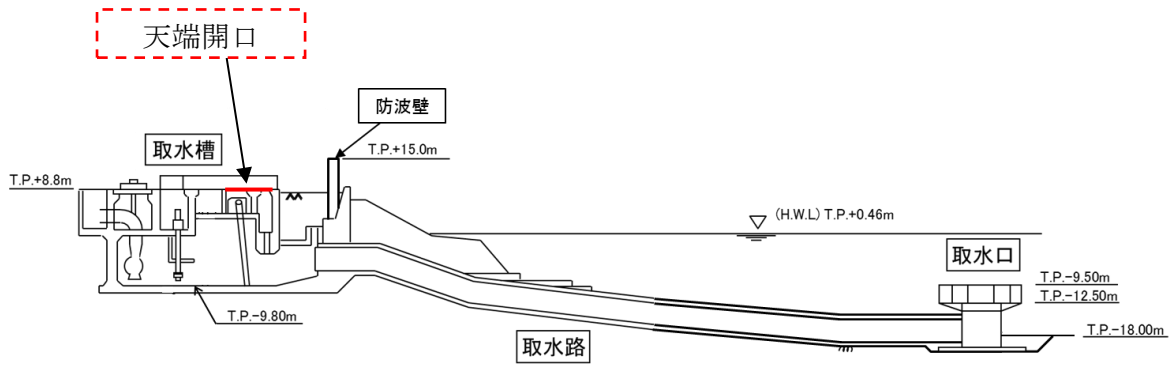 天端開口
防波壁
取水槽
T.P.+15.0m
T.P.+8.8m
(H.W.L) T.P.+0.46m
取水口
T.P.-9.50m
T.P.-12.50m
T.P.-9.80m
T.P.-18.00m
取水路